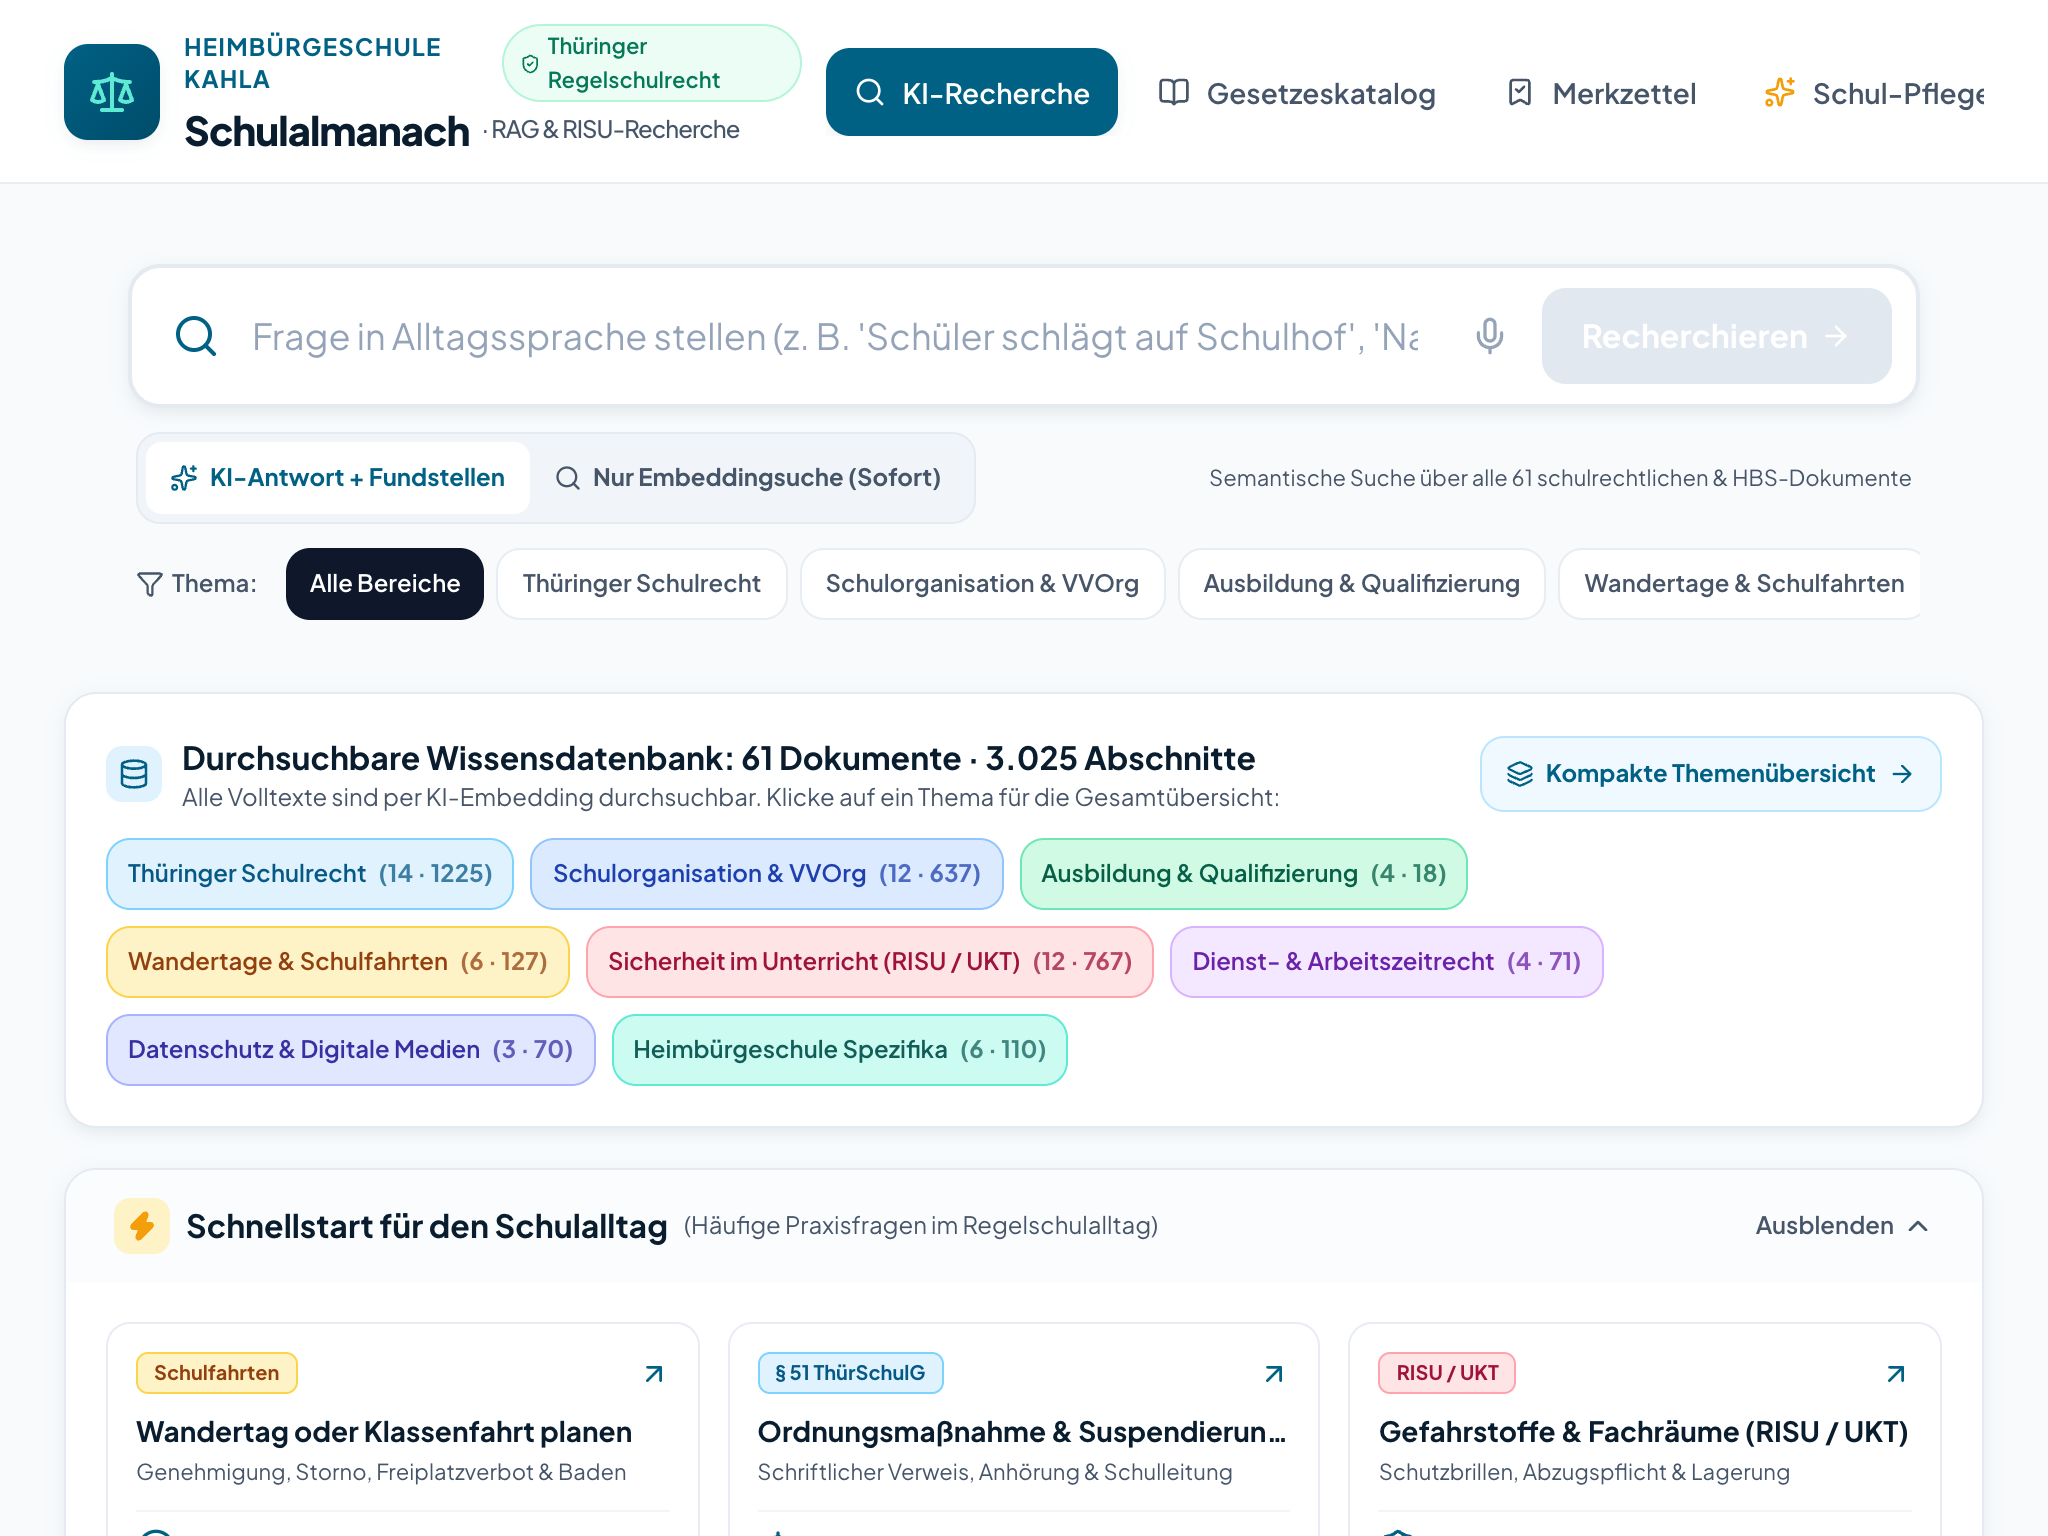 HEIMBÜRGESCHULE
KAHLA
Thüringer
Regelschulrecht
Schulalmanach · RAG & RISU-Recherche
KI-Recherche
Gesetzeskatalog
Merkzettel
Schul-Pflege
Frage in Alltagssprache stellen (z. B. 'Schüler schlägt auf Schulhof', 'Na
Recherchieren →
KI-Antwort + Fundstellen
Nur Embeddingsuche (Sofort)
Semantische Suche über alle 61 schulrechtlichen & HBS-Dokumente
Thema:
Alle Bereiche
Thüringer Schulrecht
Schulorganisation & VVOrg
Ausbildung & Qualifizierung
Wandertage & Schulfahrten
Durchsuchbare Wissensdatenbank: 61 Dokumente · 3.025 Abschnitte
Alle Volltexte sind per KI-Embedding durchsuchbar. Klicke auf ein Thema für die Gesamtübersicht:
Kompakte Themenübersicht →
Thüringer Schulrecht (14 · 1225)
Schulorganisation & VVOrg (12 · 637)
Ausbildung & Qualifizierung (4 · 18)
Wandertage & Schulfahrten (6 · 127)
Sicherheit im Unterricht (RISU / UKT) (12 · 767)
Dienst- & Arbeitszeitrecht (4 · 71)
Datenschutz & Digitale Medien (3 · 70)
Heimbürgeschule Spezifika (6 · 110)
Schnellstart für den Schulalltag (Häufige Praxisfragen im Regelschulalltag)
Ausblenden
Schulfahrten
Wandertag oder Klassenfahrt planen
Genehmigung, Storno, Freiplatzverbot & Baden
§ 51 ThürSchulG
Ordnungsmaßnahme & Suspendierun...
Schriftlicher Verweis, Anhörung & Schulleitung
RISU / UKT
Gefahrstoffe & Fachräume (RISU / UKT)
Schutzbrillen, Abzugspflicht & Lagerung